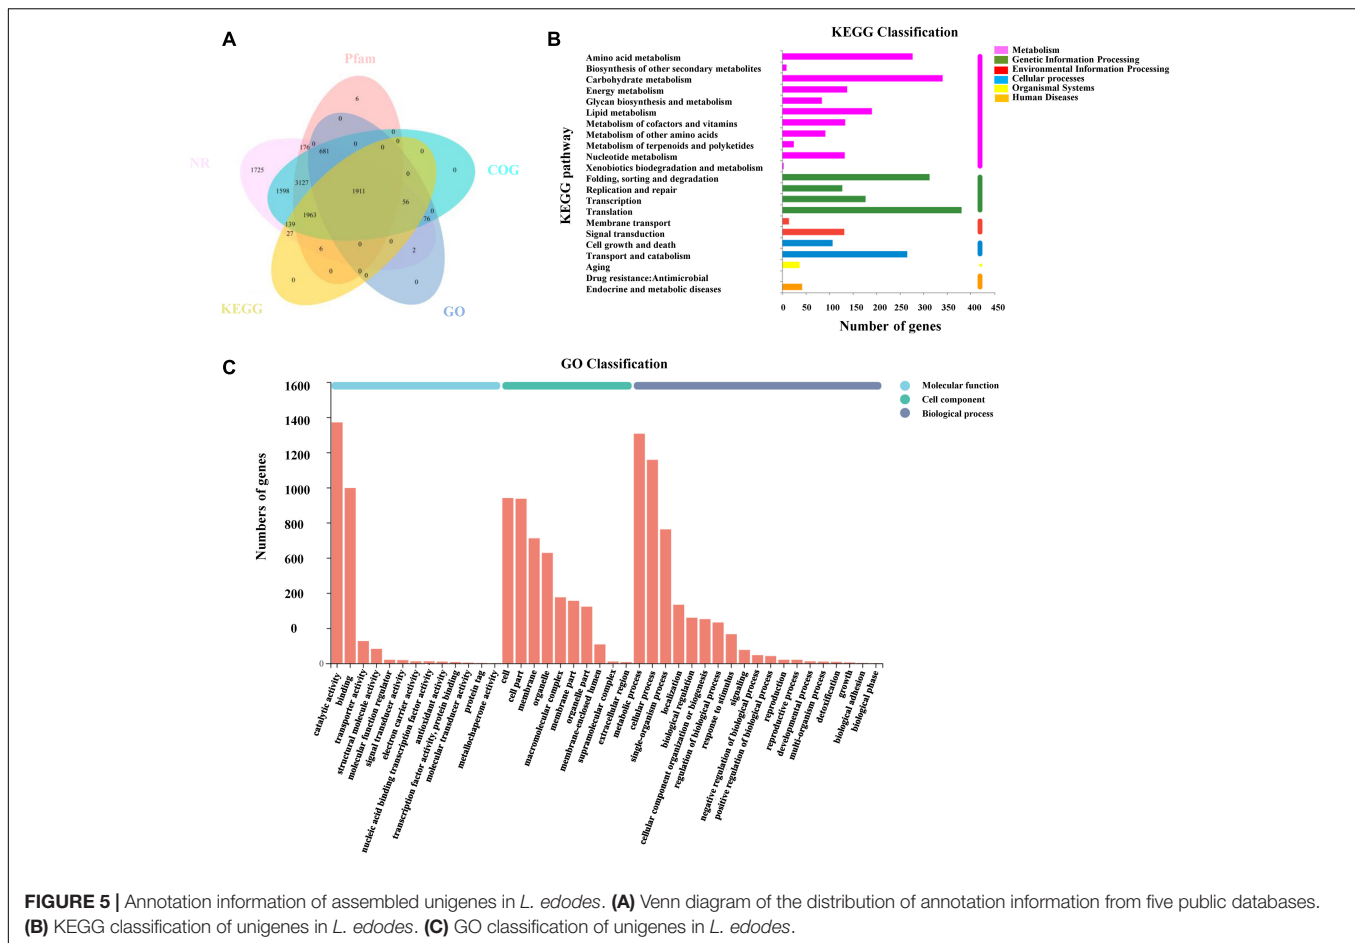 A
Pfam
NR
COG
KEGG
GO
6
0
0
0
0
176
0
681
0
0
0
1725
1598
3127
0
0
1911
56
0
76
1963
139
27
6
0
0
2
0
0
0
0
0
B
KEGG Classification
KEGG pathway
Amino acid metabolism
Biosynthesis of other secondary metabolites
Carbohydrate metabolism
Energy metabolism
Glycan biosynthesis and metabolism
Lipid metabolism
Metabolism of cofactors and vitamins
Metabolism of other amino acids
Metabolism of terpenoids and polyketides
Nucleotide metabolism
Xenobiotics biodegradation and metabolism
Folding, sorting and degradation
Replication and repair
Transcription
Translation
Membrane transport
Signal transduction
Cell growth and death
Transport and catabolism
Aging
Drug resistance:Antimicrobial
Endocrine and metabolic diseases
0 50 100 150 200 250 300 350 400 450
Number of genes
Metabolism
Genetic Information Processing
Environmental Information Processing
Cellular processes
Organismal Systems
Human Diseases
C
GO Classification
Numbers of genes
1600
1400
1200
1000
800
600
200
0
0
Molecular function
Cell component
Biological process
catalytic activity
binding
transporter activity
structural molecule activity
molecular function regulator
signal transducer activity
electron carrier activity
nucleic acid binding transcription factor activity
antioxidant activity
transcription factor activity, protein binding
molecular transducer activity
protein tag
metallochaperone activity
cell
cell part
membrane
organelle
macromolecular complex
membrane part
organelle part
membrane-enclosed lumen
supramolecular complex
extracellular region
metabolic process
cellular process
single-organism process
localization
biological regulation
cellular component organization or biogenesis
regulation of biological process
response to stimulus
signaling
negative regulation of biological process
positive regulation of biological process
reproduction
reproductive process
developmental process
multi-organism process
detoxification
growth
biological adhesion
biological phase
FIGURE 5 | Annotation information of assembled unigenes in L. edodes. (A) Venn diagram of the distribution of annotation information from five public databases.
(B) KEGG classification of unigenes in L. edodes. (C) GO classification of unigenes in L. edodes.